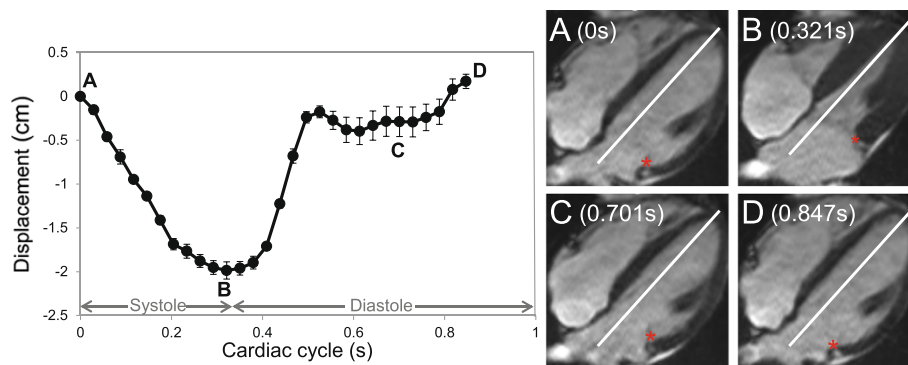 0.5
0
-0.5
-1
-1.5
-2
-2.5
Displacement (cm)
A
B
C
D
Systole
Diastole
0
0.2
0.4
0.6
0.8
1
Cardiac cycle (s)
A (0s)
B (0.321s)
C (0.701s)
D (0.847s)